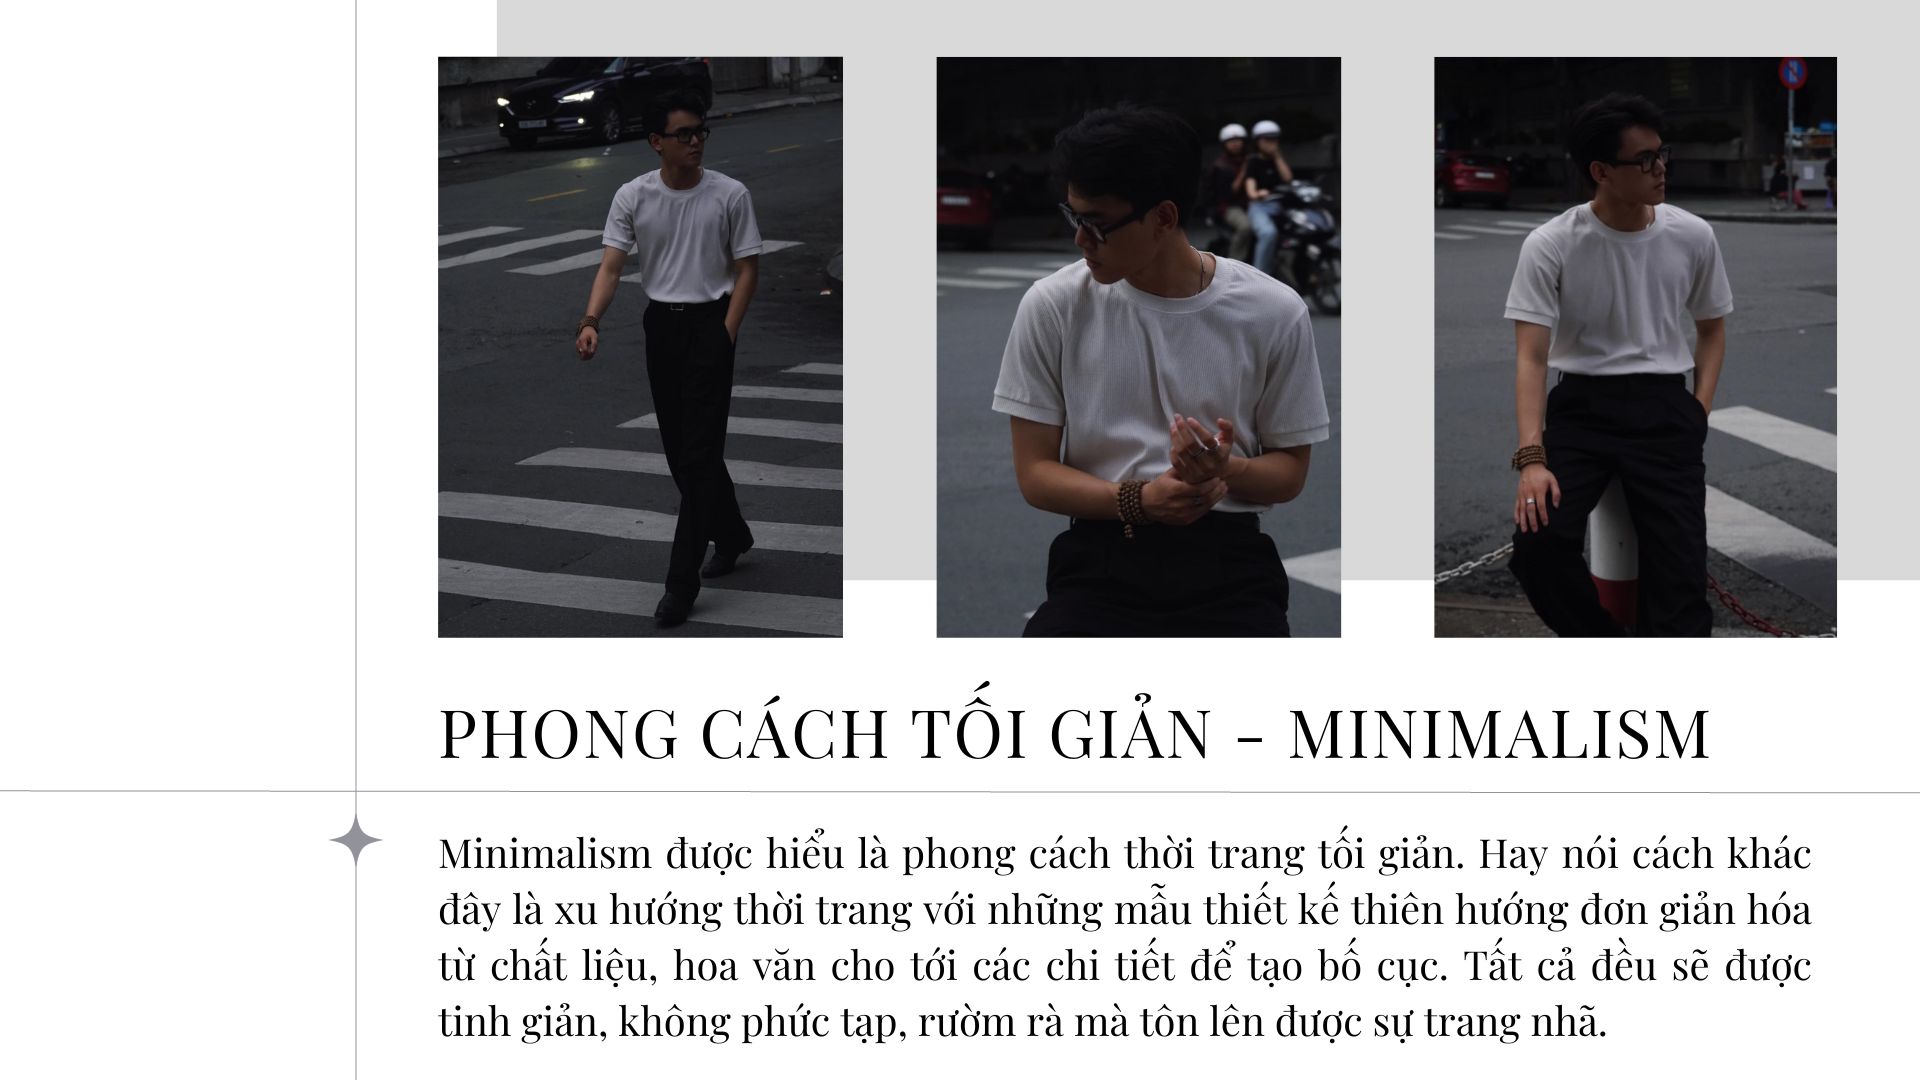 PHONG CÁCH TỐI GIẢN - MINIMALISM
Minimalism được hiểu là phong cách thời trang tối giản. Hay nói cách khác
đây là xu hướng thời trang với những mẫu thiết kế thiên hướng đơn giản hóa
từ chất liệu, hoa văn cho tới các chi tiết để tạo bố cục. Tất cả đều sẽ được
tinh giản, không phức tạp, rườm rà mà tôn lên được sự trang nhã.